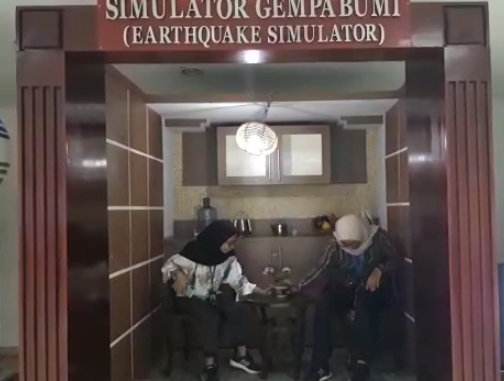 SIMULATOR GEMPA BUMI
(EARTHQUAKE SIMULATOR)